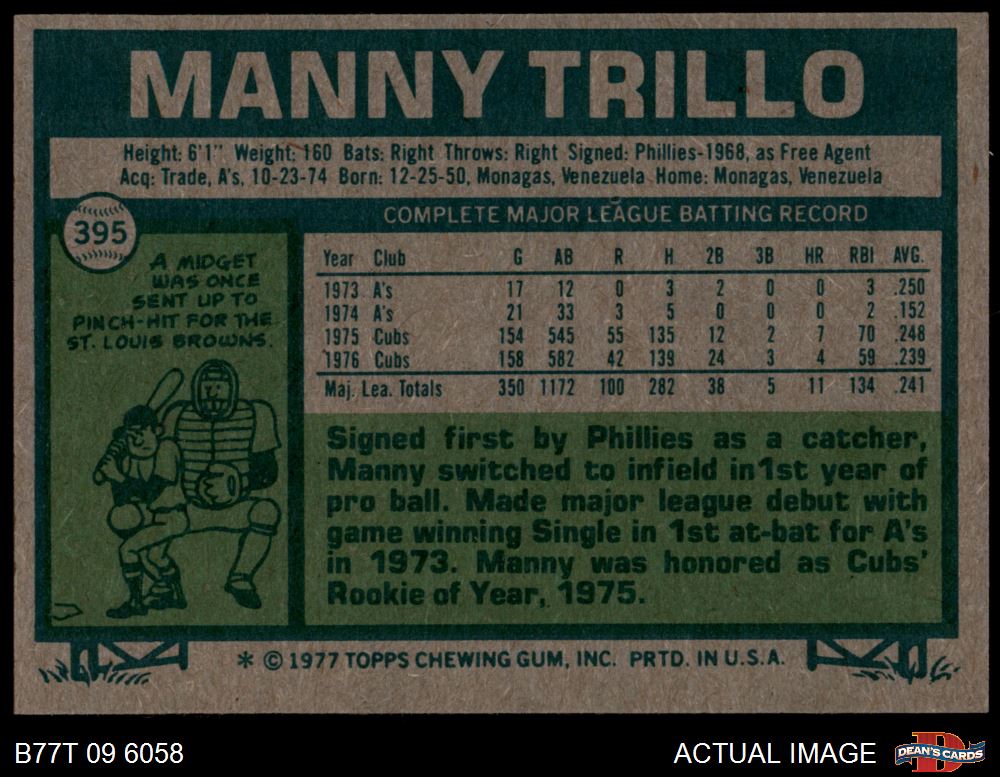 MANNY TRILLO
Height: 6'1" Weight: 160 Bats: Right Throws: Right Signed: Phillies-1968, as Free Agent
Acq: Trade, A's, 10-23-74 Born: 12-25-50, Monagas, Venezuela Home: Monagas, Venezuela
395
A MIDGET
WAS ONCE
SENT UP TO
PINCH-HIT FOR THE
ST. LOUIS BROWNS.
COMPLETE MAJOR LEAGUE BATTING RECORD
Year Club G AB R H 2B 3B HR RBI AVG.
1973 A's 17 12 0 3 2 0 0 3 .250
1974 A's 21 33 3 5 0 0 0 2 .152
1975 Cubs 154 545 55 135 12 2 7 70 .248
1976 Cubs 158 582 42 139 24 3 4 59 .239
Maj. Lea. Totals 350 1172 100 282 38 5 11 134 .241
Signed first by Phillies as a catcher,
Manny switched to infield in 1st year of
pro ball. Made major league debut with
game winning Single in 1st at-bat for A's
in 1973. Manny was honored as Cubs'
Rookie of Year, 1975.
* © 1977 TOPPS CHEWING GUM, INC. PRTD. IN U.S.A.
B77T 09 6058
ACTUAL IMAGE
D
DEAN'S CARDS